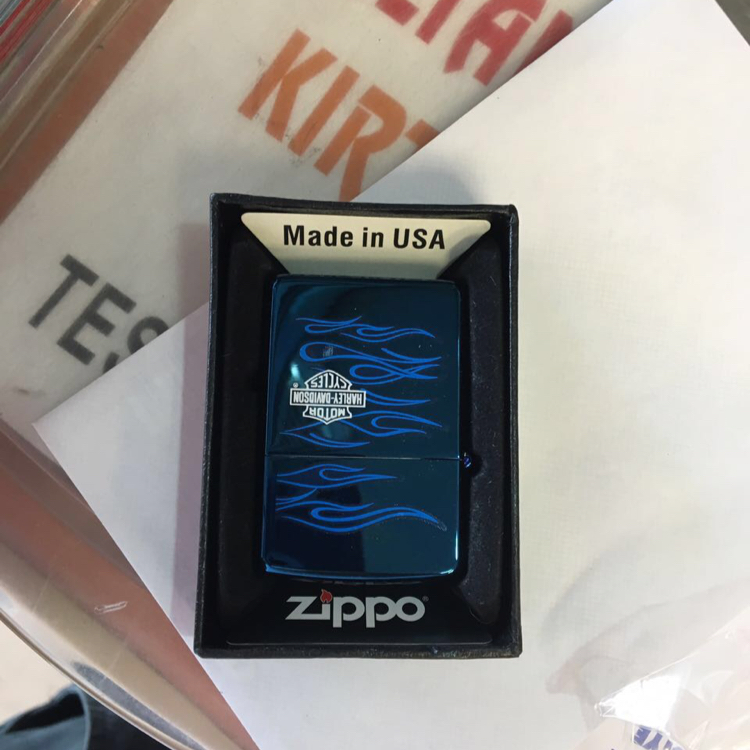 KIRT
TES
Made in USA
MOTOR
HARLEY-DAVIDSON
CYCLES
zippo®